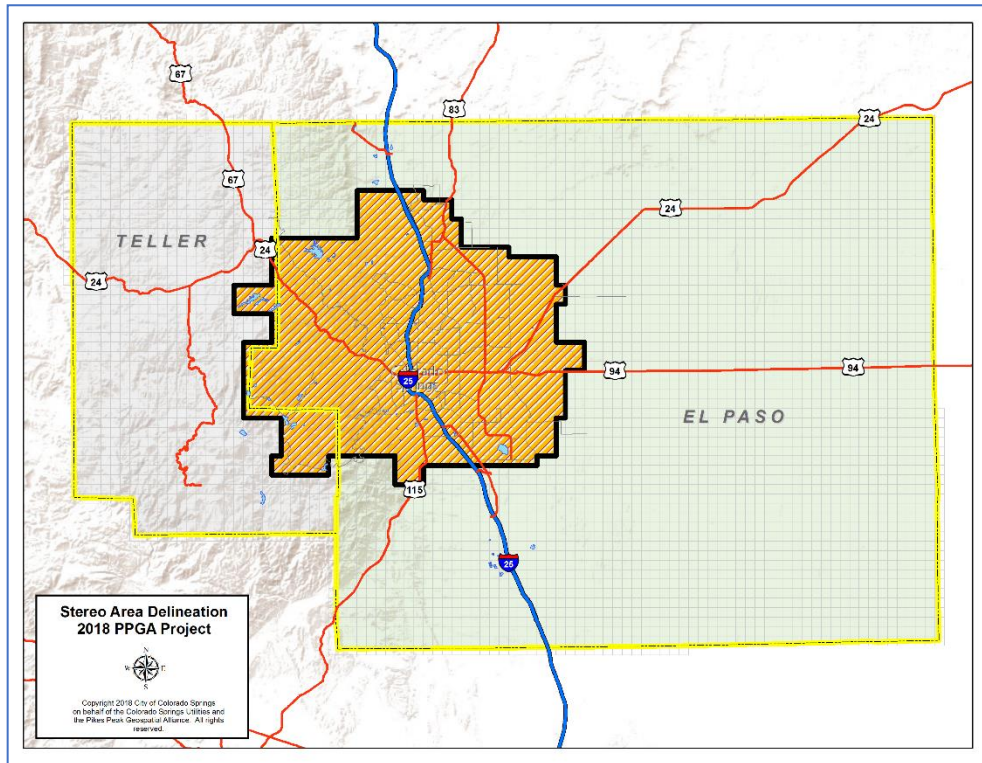 67
83
24
67
24
TELLER
24
24
25
94
94
EL PASO
115
25
Stereo Area Delineation
2018 PPGA Project
N
W E
S
Copyright 2018 City of Colorado Springs
on behalf of the Colorado Springs Utilities and
the Pikes Peak Geospatial Alliance. All rights
reserved.